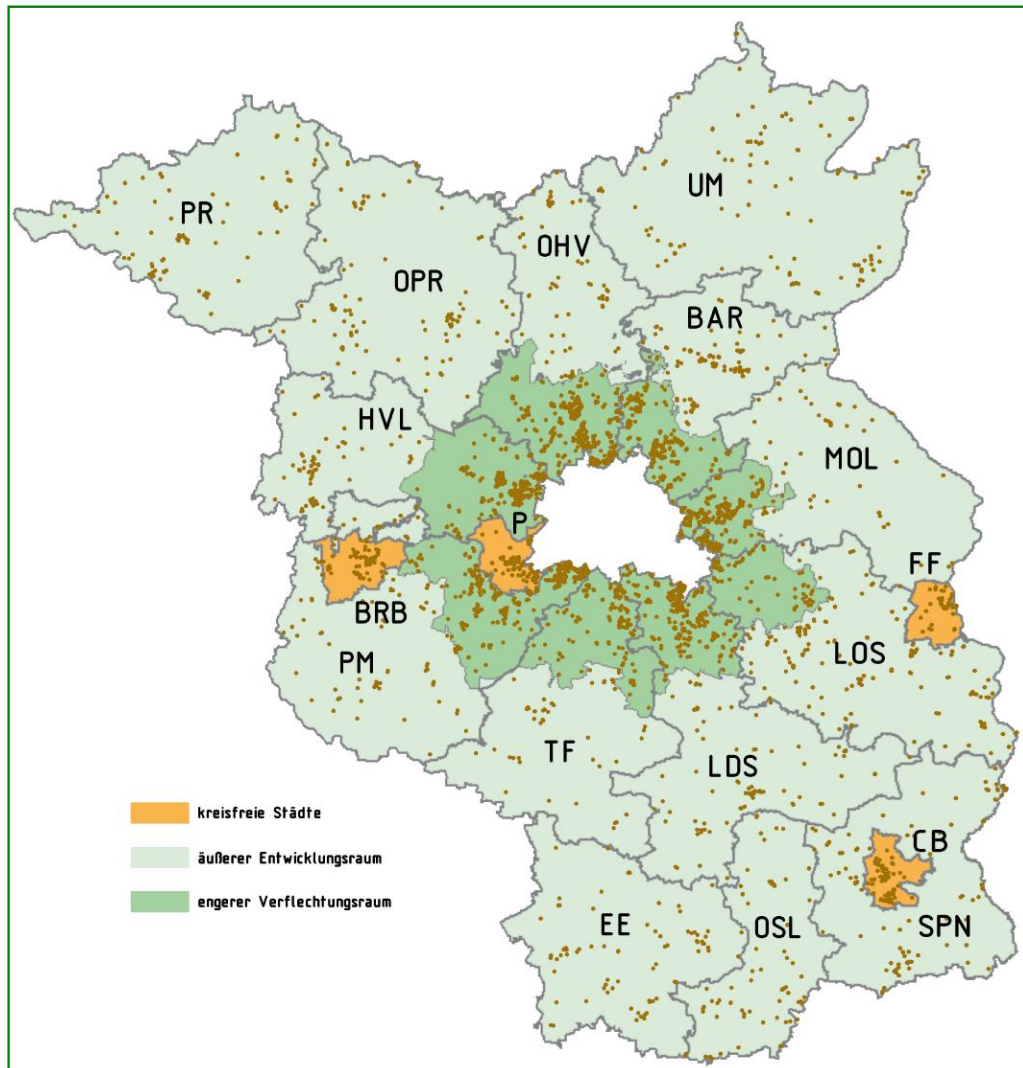 UM
PR
OHV
OPR
BAR
HVL
MOL
P
FF
BRB
LOS
PM
TF
LDS
kreisfreie Städte
CB
äußerer Entwicklungsraum
engerer Verflechtungsraum
EE
OSL
SPN